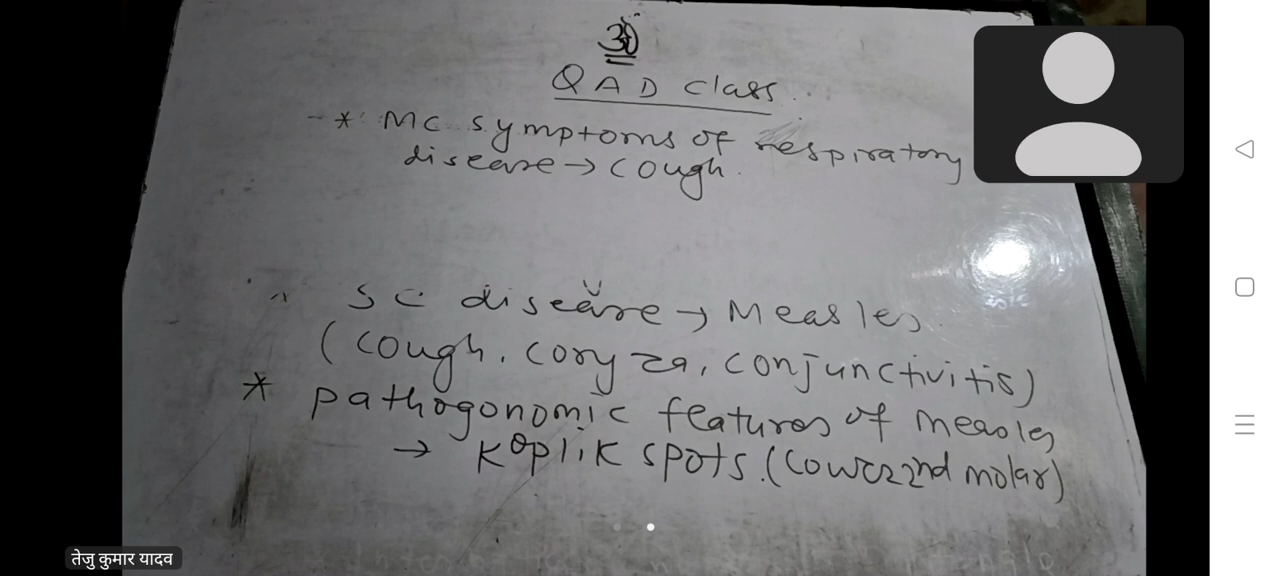 ॐ
QAD class
* MC symptoms of respiratory
disease → cough.
3C disease → Measles
(cough, coryza, conjunctivitis)
* pathogonomic features of measles
→ Koplik spots. (Lower 2nd molar)
तेजु कुमार यादव